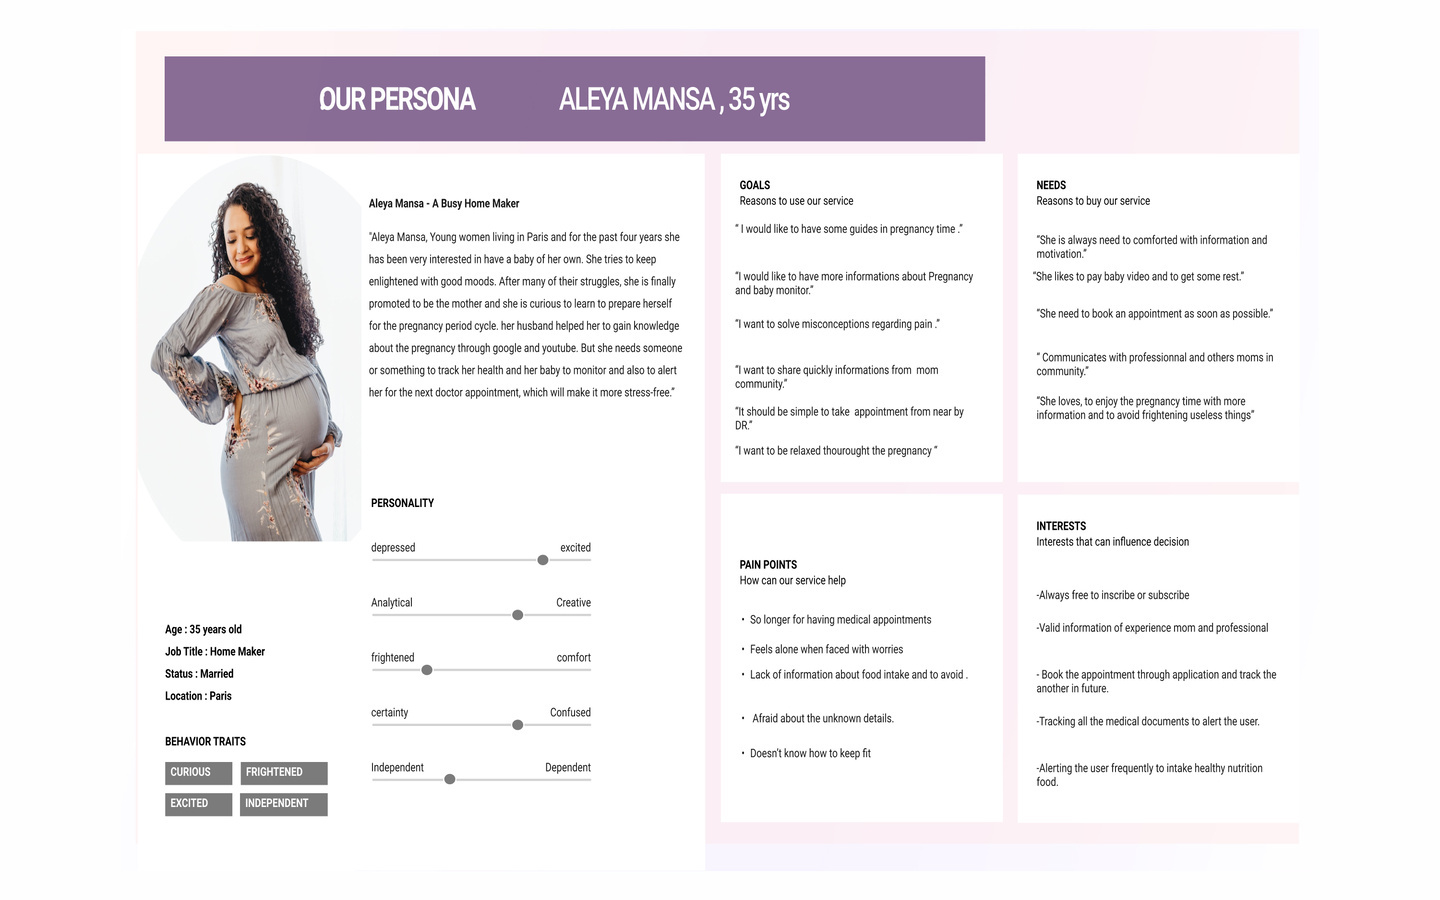 OUR PERSONA ALEYA MANSA , 35 yrs
Aleya Mansa - A Busy Home Maker
"Aleya Mansa, Young women living in Paris and for the past four years she
has been very interested in have a baby of her own. She tries to keep
enlightened with good moods. After many of their struggles, she is finally
promoted to be the mother and she is curious to learn to prepare herself
for the pregnancy period cycle. her husband helped her to gain knowledge
about the pregnancy through google and youtube. But she needs someone
or something to track her health and her baby to monitor and also to alert
her for the next doctor appointment, which will make it more stress-free.”
PERSONALITY
depressed excited
Analytical Creative
frightened comfort
certainty Confused
Independent Dependent
Age : 35 years old
Job Title : Home Maker
Status : Married
Location : Paris
BEHAVIOR TRAITS
CURIOUS FRIGHTENED
EXCITED INDEPENDENT
GOALS
Reasons to use our service
“ I would like to have some guides in pregnancy time .”
“I would like to have more informations about Pregnancy
and baby monitor.”
“I want to solve misconceptions regarding pain .”
“I want to share quickly informations from mom
community.”
“It should be simple to take appointment from near by
DR.”
“I want to be relaxed thourought the pregnancy “
NEEDS
Reasons to buy our service
“She is always need to comforted with information and
motivation.”
“She likes to pay baby video and to get some rest.”
“She need to book an appointment as soon as possible.”
“ Communicates with professionnal and others moms in
community.”
“She loves, to enjoy the pregnancy time with more
information and to avoid frightening useless things”
PAIN POINTS
How can our service help
• So longer for having medical appointments
• Feels alone when faced with worries
• Lack of information about food intake and to avoid .
• Afraid about the unknown details.
• Doesn’t know how to keep fit
INTERESTS
Interests that can influence decision
-Always free to inscribe or subscribe
-Valid information of experience mom and professional
- Book the appointment through application and track the
another in future.
-Tracking all the medical documents to alert the user.
-Alerting the user frequently to intake healthy nutrition
food.